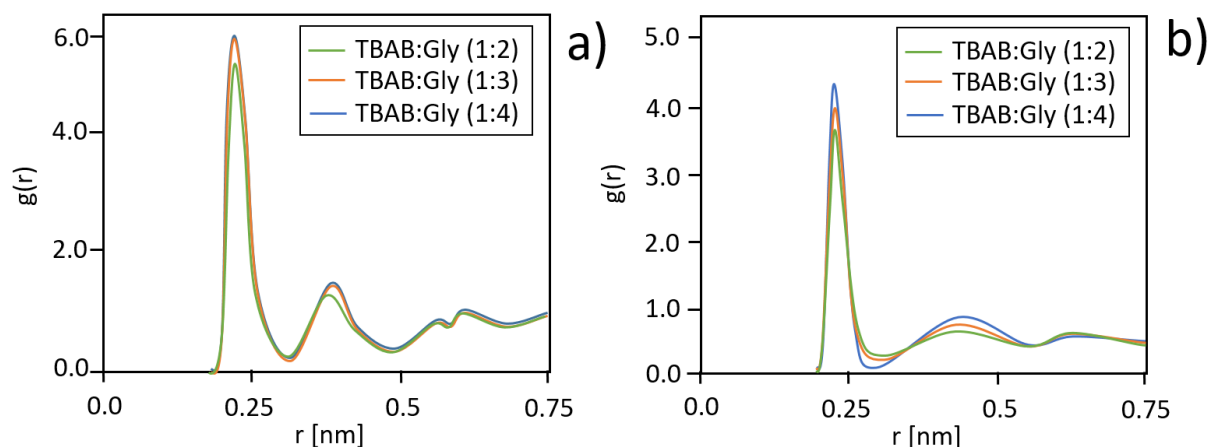 a)
TBAB:Gly (1:2)
TBAB:Gly (1:3)
TBAB:Gly (1:4)
g(r)
6.0
4.0
2.0
0.0
0.0 0.25 0.5 0.75
r [nm]
b)
TBAB:Gly (1:2)
TBAB:Gly (1:3)
TBAB:Gly (1:4)
g(r)
5.0
4.0
3.0
2.0
1.0
0.0
0.0 0.25 0.5 0.75
r [nm]